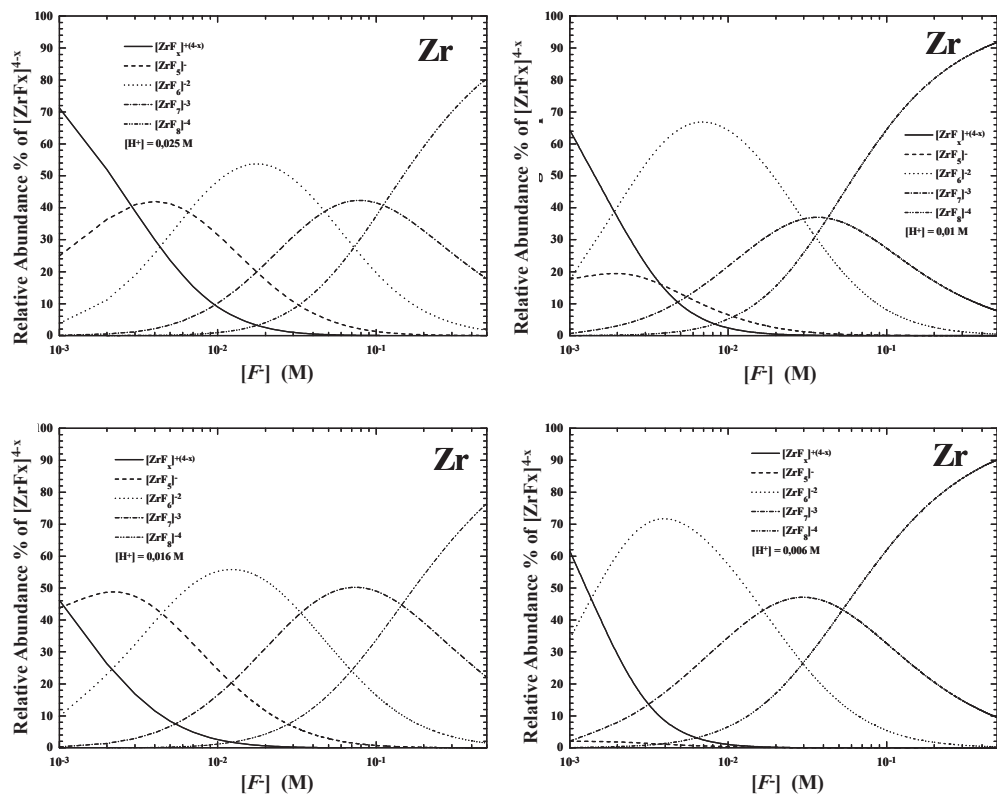 Zr
[ZrFx]+(4-x)
[ZrF5]-
[ZrF6]-2
[ZrF7]-3
[ZrF8]-4
[H+] = 0,025 M
Relative Abundance % of [ZrFx]4-x
100
90
80
70
60
50
40
30
20
10
0
10-3
10-2
10-1
[F-] (M)
Zr
[ZrFx]+(4-x)
[ZrF5]-
[ZrF6]-2
[ZrF7]-3
[ZrF8]-4
[H+] = 0,01 M
Relative Abundance % of [ZrFx]4-x
100
90
80
70
60
50
40
30
20
10
0
10-3
10-2
10-1
[F-] (M)
Zr
[ZrFx]+(4-x)
[ZrF5]-
[ZrF6]-2
[ZrF7]-3
[ZrF8]-4
[H+] = 0,016 M
Relative Abundance % of [ZrFx]4-x
100
90
80
70
60
50
40
30
20
10
0
10-3
10-2
10-1
[F-] (M)
Zr
[ZrFx]+(4-x)
[ZrF5]-
[ZrF6]-2
[ZrF7]-3
[ZrF8]-4
[H+] = 0,006 M
Relative Abundance % of [ZrFx]4-x
100
90
80
70
60
50
40
30
20
10
0
10-3
10-2
10-1
[F-] (M)